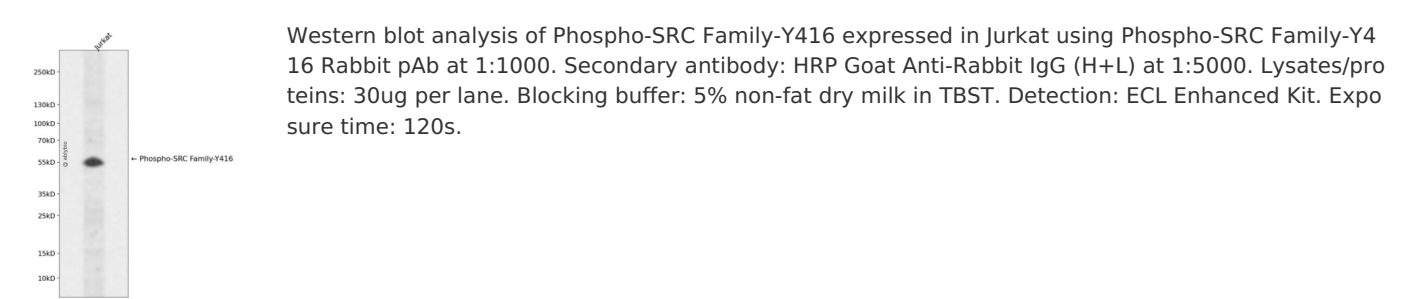 Jurkat
250kD
130kD
100kD
70kD
55kD
35kD
25kD
15kD
10kD
← Phospho-SRC Family-Y416
Western blot analysis of Phospho-SRC Family-Y416 expressed in Jurkat using Phospho-SRC Family-Y4
16 Rabbit pAb at 1:1000. Secondary antibody: HRP Goat Anti-Rabbit IgG (H+L) at 1:5000. Lysates/pro
teins: 30ug per lane. Blocking buffer: 5% non-fat dry milk in TBST. Detection: ECL Enhanced Kit. Expo
sure time: 120s.